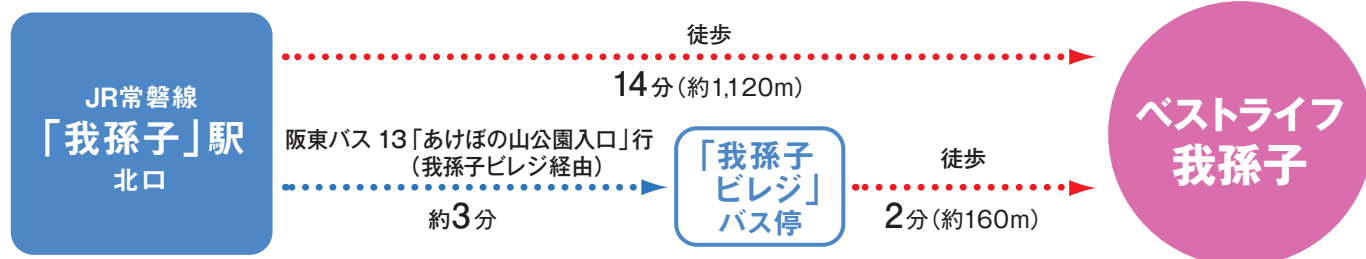 JR常磐線
「我孫子」駅
北口
徒歩
14分(約1,120m)
阪東バス 13「あけぼの山公園入口」行
(我孫子ビレジ経由)
約3分
「我孫子
ビレジ」
バス停
徒歩
2分(約160m)
ベストライフ
我孫子